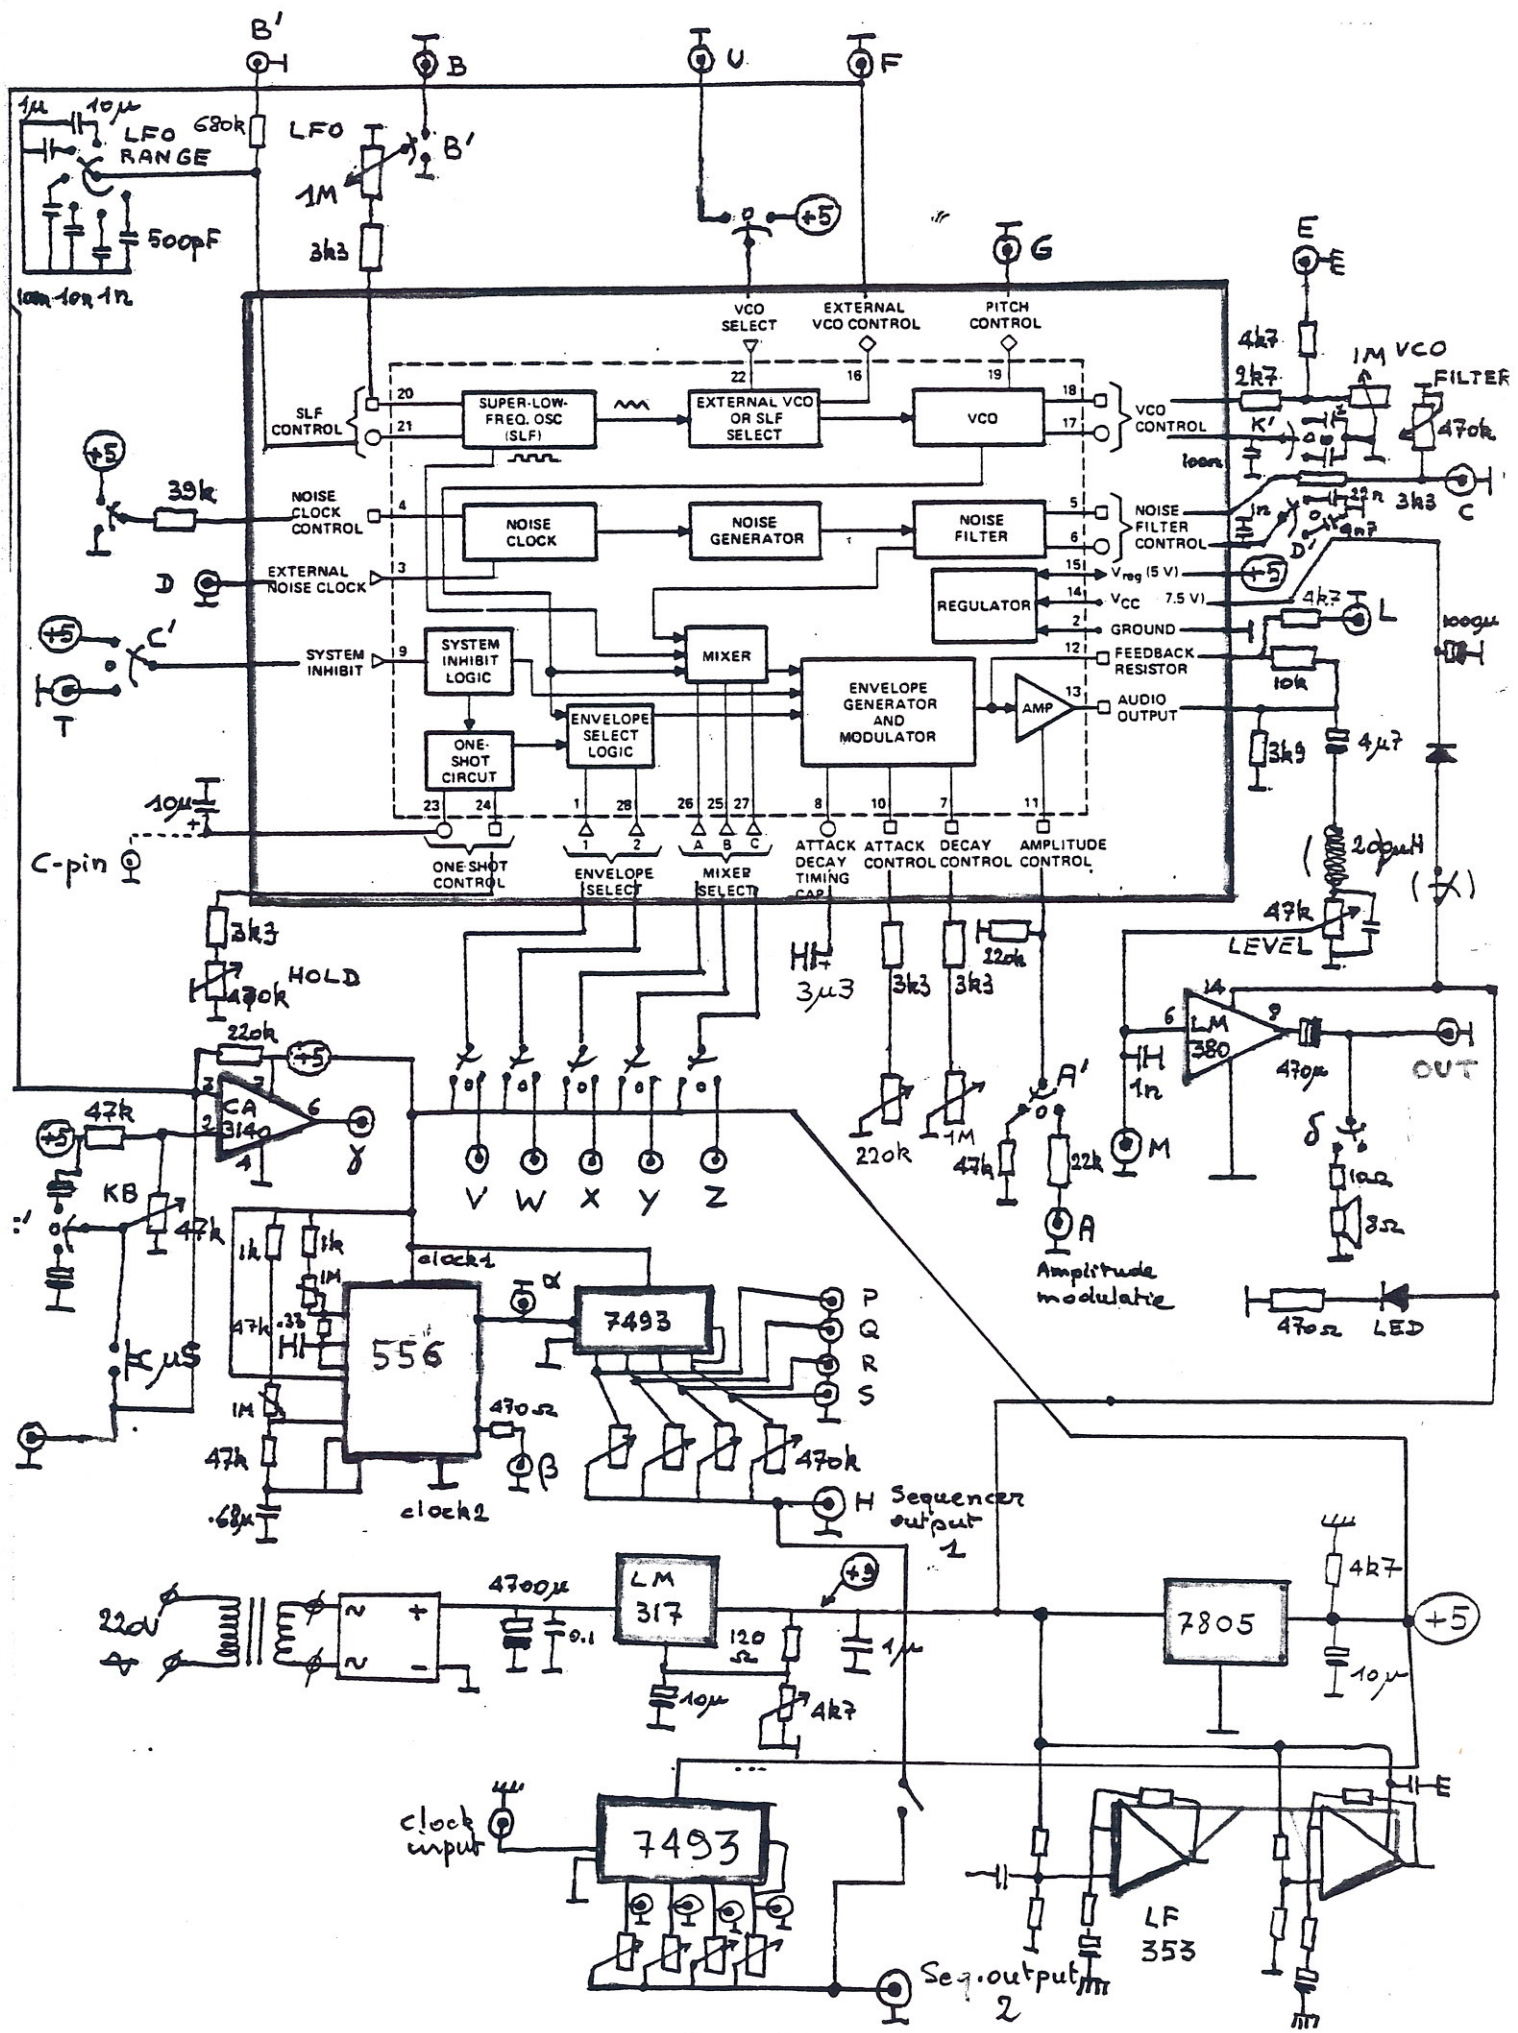 B'
B
U
F
1µ
10µ
LFO
RANGE
680k
LFO
B'
1M
3k3
500pF
10n 1n
+5
G
E
E
4k7
2k7
1M VCO
FILTER
470k
K'
100n
3k3
C
1n
22n
4n7
D'
VCO
SELECT
EXTERNAL
VCO CONTROL
PITCH
CONTROL
22
16
19
SLF
CONTROL
20
21
SUPER-LOW-
FREQ. OSC
(SLF)
EXTERNAL VCO
OR SLF
SELECT
VCO
18
17
VCO
CONTROL
+5
39k
NOISE
CLOCK
CONTROL
4
NOISE
CLOCK
NOISE
GENERATOR
NOISE
FILTER
5
6
NOISE
FILTER
CONTROL
D
EXTERNAL
NOISE CLOCK
3
REGULATOR
15
Vreg (5 V)
+5
14
VCC 7.5 V)
2
GROUND
4k7
L
1000µ
+5
C'
T
SYSTEM
INHIBIT
9
SYSTEM
INHIBIT
LOGIC
MIXER
12
FEEDBACK
RESISTOR
10k
ENVELOPE
GENERATOR
AND
MODULATOR
AMP
13
AUDIO
OUTPUT
ONE-
SHOT
CIRCUT
ENVELOPE
SELECT
LOGIC
3k9
4µ7
10µ
+
C-pin
23
24
1
28
26
25
27
8
10
7
11
1
2
A
B
C
ONE-SHOT
CONTROL
ENVELOPE
SELECT
MIXER
SELECT
ATTACK
DECAY
TIMING
CAP
ATTACK
CONTROL
DECAY
CONTROL
AMPLITUDE
CONTROL
200µH
47k
LEVEL
3k3
HOLD
470k
3µ3
3k3
3k3
220k
220k
+5
3
7
CA
3140
2
6
4
γ
47k
+5
KB
47k
µS
V
W
X
Y
Z
220k
1M
A'
47k
22k
A
Amplitude
modulatie
14
6
LM
380
8
470µ
OUT
1n
M
δ
10Ω
8Ω
470Ω
LED
1k
1k
1M
47k
.33
clock1
556
α
7493
P
Q
R
S
1M
47k
.68µ
470Ω
β
clock2
470k
H
Sequencer
output
1
220V
4700µ
0.1
LM
317
+9
120
Ω
1µ
10µ
4k7
7805
4k7
+5
10µ
clock
input
7493
LF
353
Seq.output
2